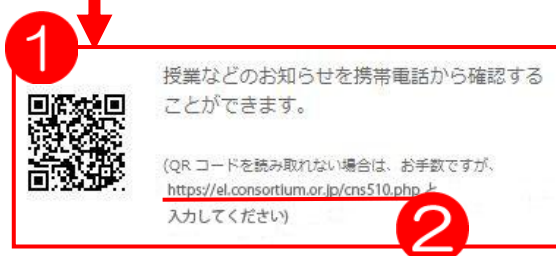 1
授業などのお知らせを携帯電話から確認する
ことができます。
(QR コードを読み取れない場合は、お手数ですが、
https://el.consortium.or.jp/cns510.php と
入力してください)
2